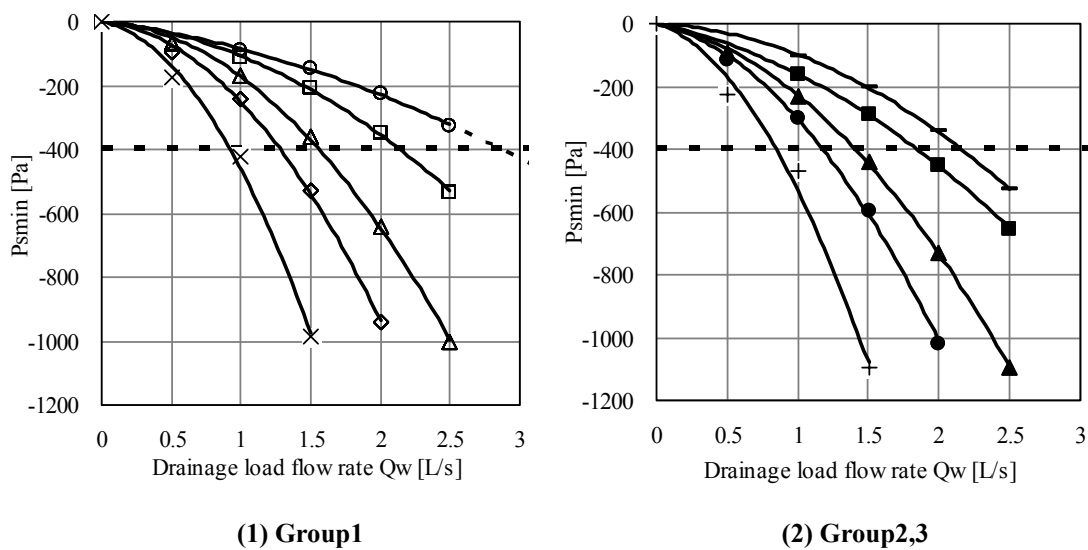 0
-200
-400
-600
-800
-1000
-1200
Psmin [Pa]
0 0.5 1 1.5 2 2.5 3
Drainage load flow rate Qw [L/s]
(1) Group1
0
-200
-400
-600
-800
-1000
-1200
Psmin [Pa]
0 0.5 1 1.5 2 2.5 3
Drainage load flow rate Qw [L/s]
(2) Group2,3